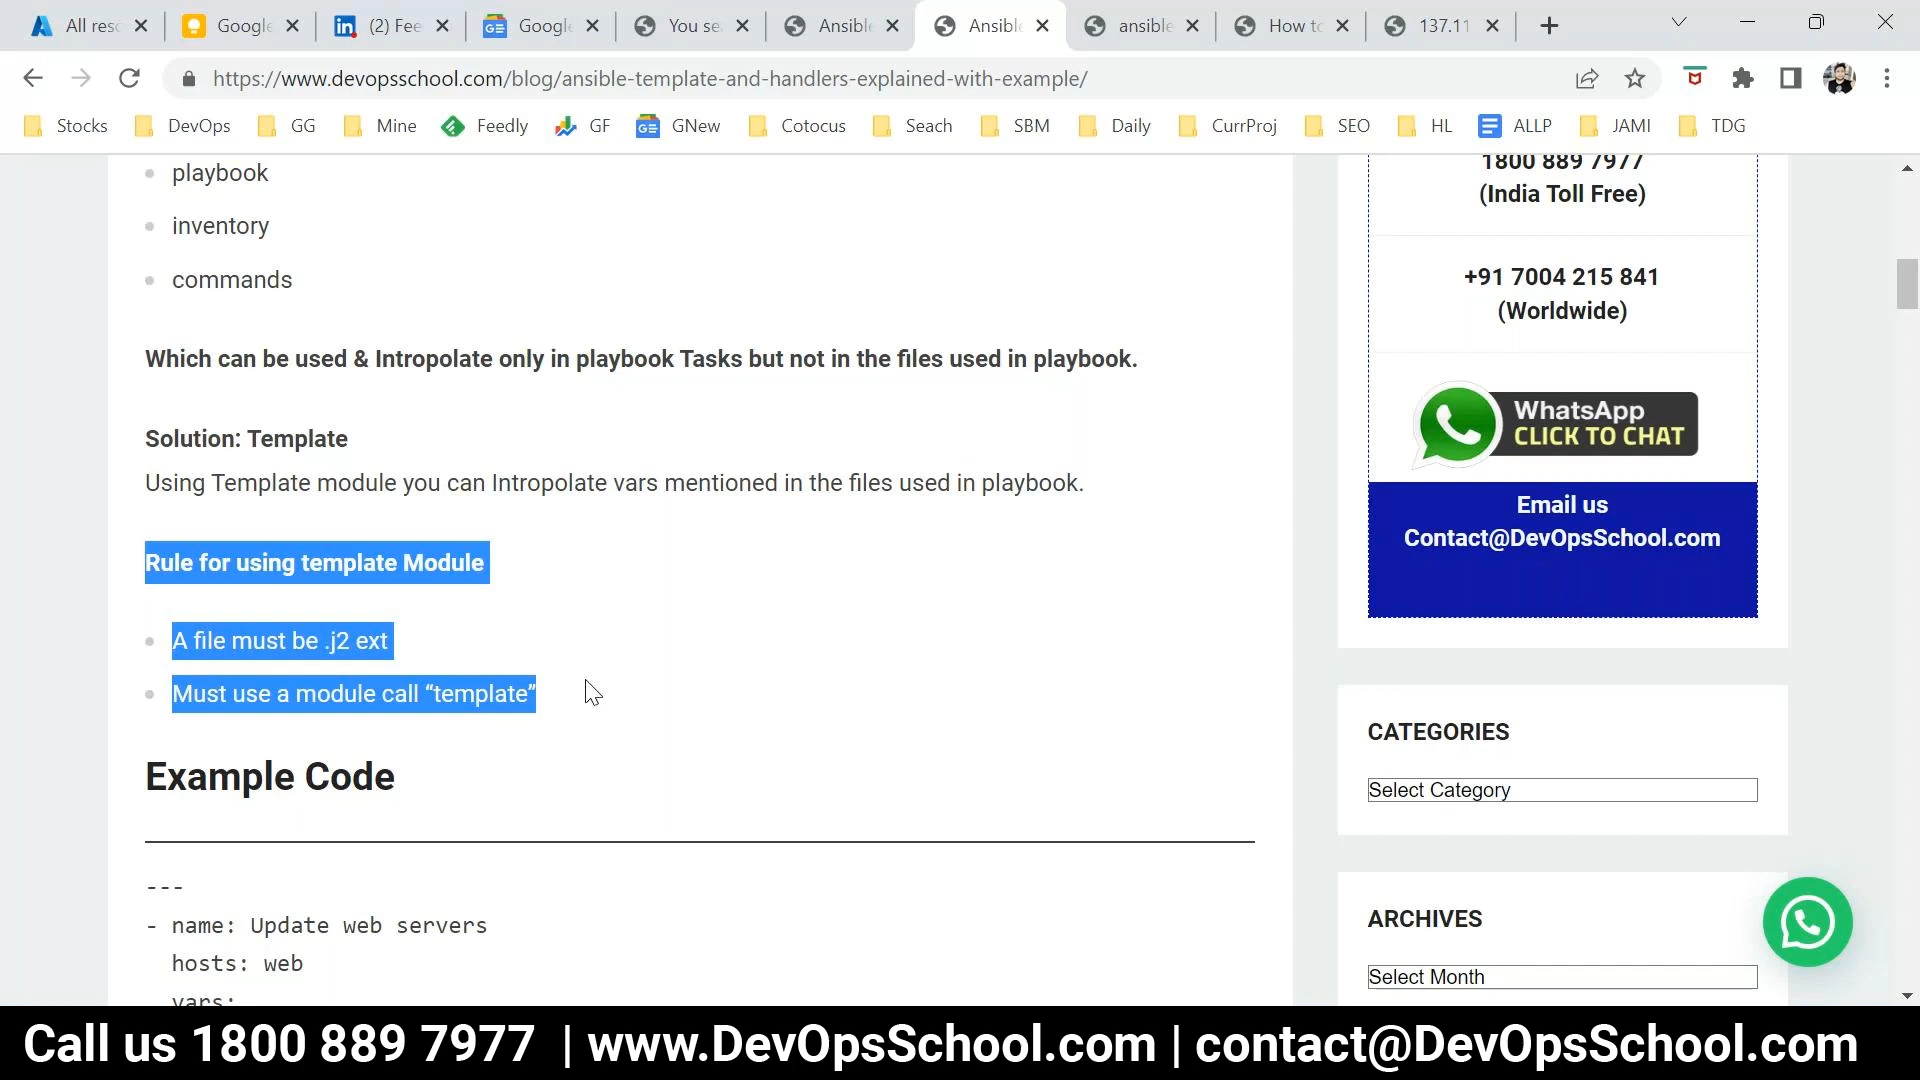 All resc
Google
(2) Fee
Google
You se
Ansible
Ansible
ansible
How to
137.11
https://www.devopsschool.com/blog/ansible-template-and-handlers-explained-with-example/
Stocks
DevOps
GG
Mine
Feedly
GF
GNew
Cotocus
Seach
SBM
Daily
CurrProj
SEO
HL
ALLP
JAMI
TDG
playbook
inventory
commands
Which can be used & Intropolate only in playbook Tasks but not in the files used in playbook.
Solution: Template
Using Template module you can Intropolate vars mentioned in the files used in playbook.
Rule for using template Module
A file must be .j2 ext
Must use a module call “template”
Example Code
---
- name: Update web servers
hosts: web
vars:
1800 889 7977
(India Toll Free)
+91 7004 215 841
(Worldwide)
WhatsApp
CLICK TO CHAT
Email us
Contact@DevOpsSchool.com
CATEGORIES
Select Category
ARCHIVES
Select Month
Call us 1800 889 7977 | www.DevOpsSchool.com | contact@DevOpsSchool.com